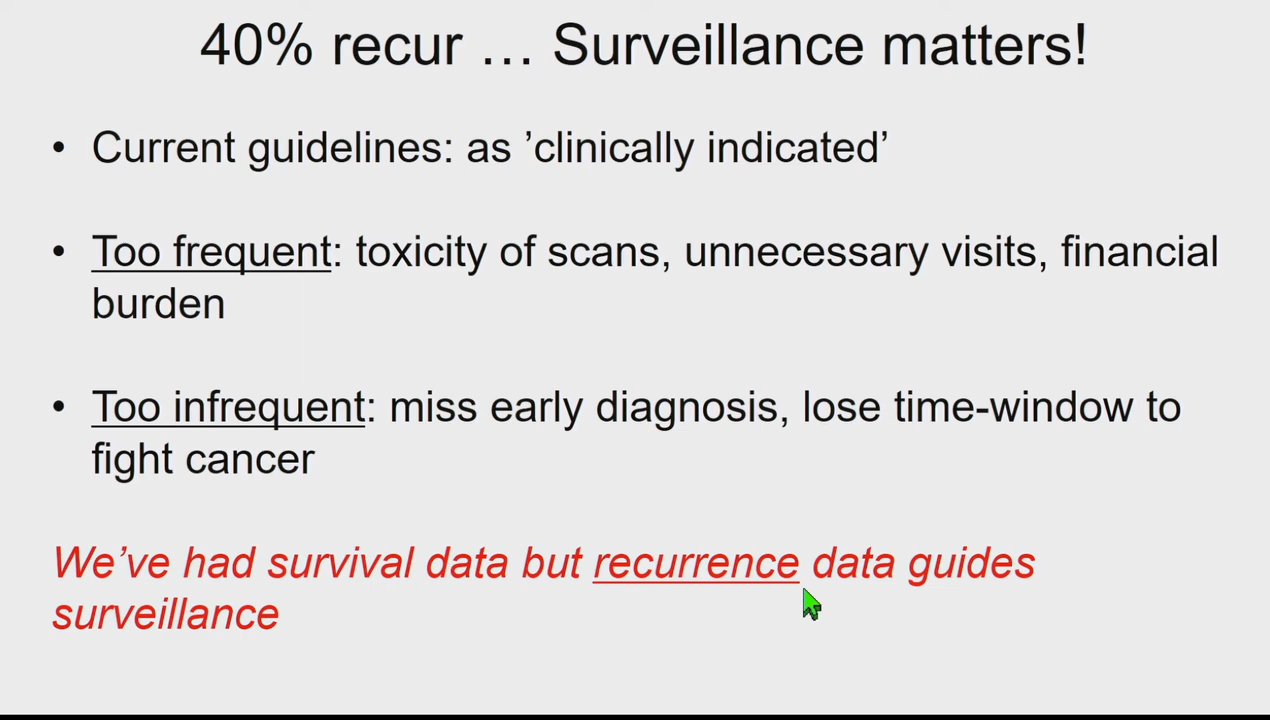 40% recur … Surveillance matters!
• Current guidelines: as ’clinically indicated’
• Too frequent: toxicity of scans, unnecessary visits, financial
burden
• Too infrequent: miss early diagnosis, lose time-window to
fight cancer
We’ve had survival data but recurrence data guides
surveillance